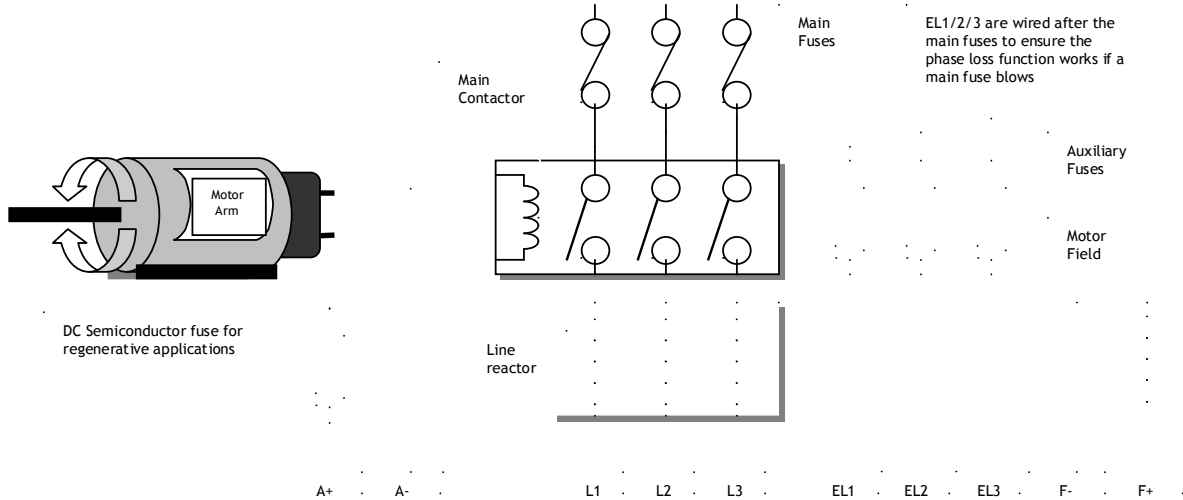 Main
Fuses
EL1/2/3 are wired after the
main fuses to ensure the
phase loss function works if a
main fuse blows
Main
Contactor
Auxiliary
Fuses
Motor
Arm
Motor
Field
DC Semiconductor fuse for
regenerative applications
Line
reactor
A+ A- L1 L2 L3 EL1 EL2 EL3 F- F+